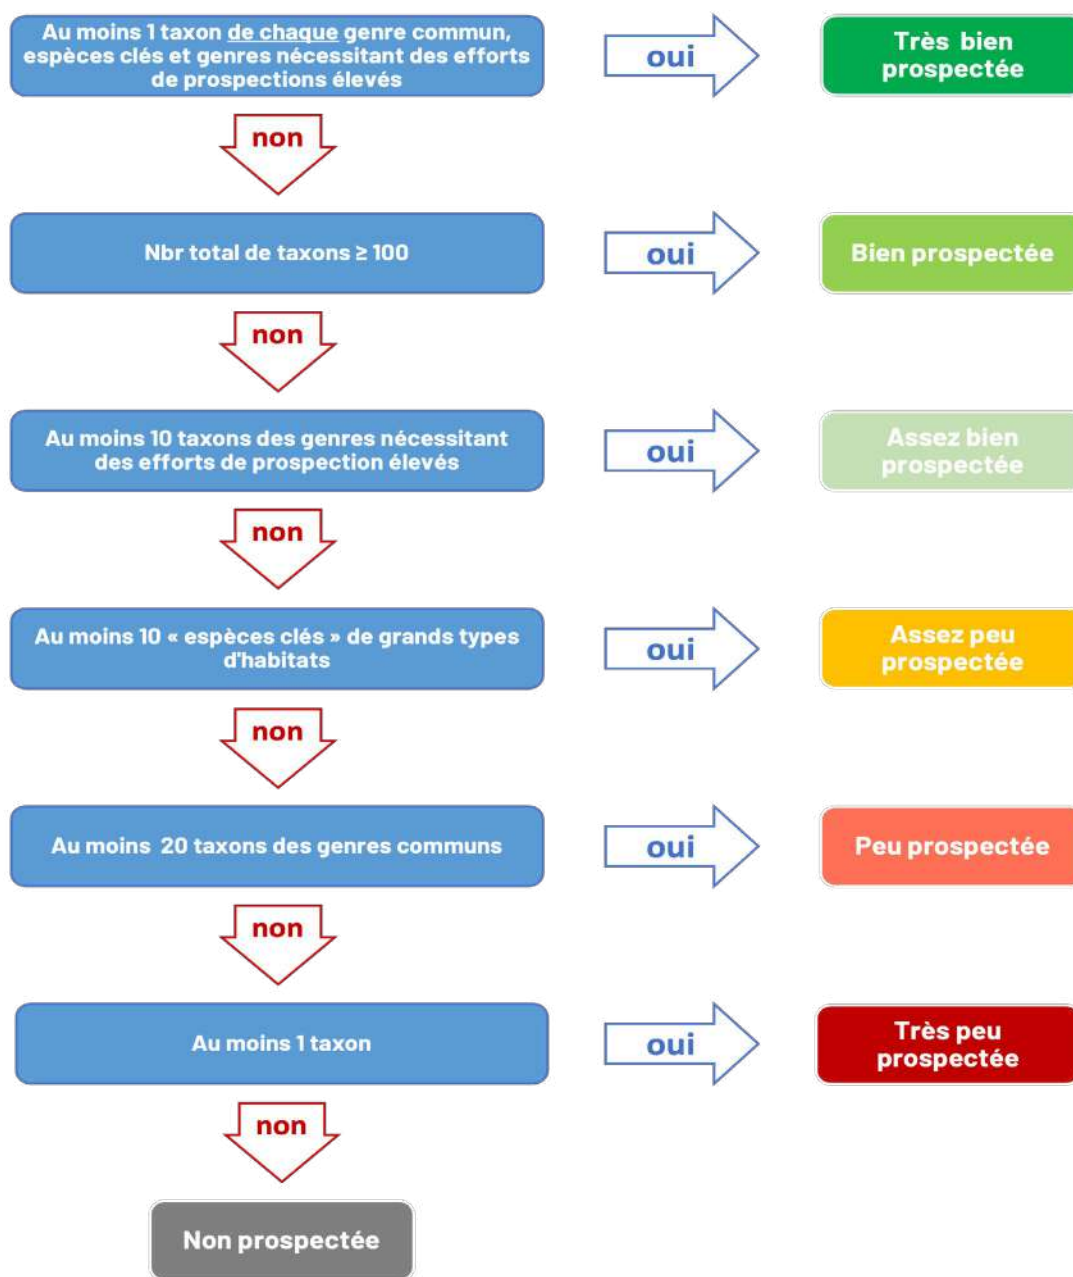 Au moins 1 taxon de chaque genre commun,
espèces clés et genres nécessitant des efforts
de prospections élevés
oui
Très bien
prospectée
non
Nbr total de taxons ≥ 100
oui
Bien prospectée
non
Au moins 10 taxons des genres nécessitant
des efforts de prospection élevés
oui
Assez bien
prospectée
non
Au moins 10 « espèces clés » de grands types
d'habitats
oui
Assez peu
prospectée
non
Au moins 20 taxons des genres communs
oui
Peu prospectée
non
Au moins 1 taxon
oui
Très peu
prospectée
non
Non prospectée